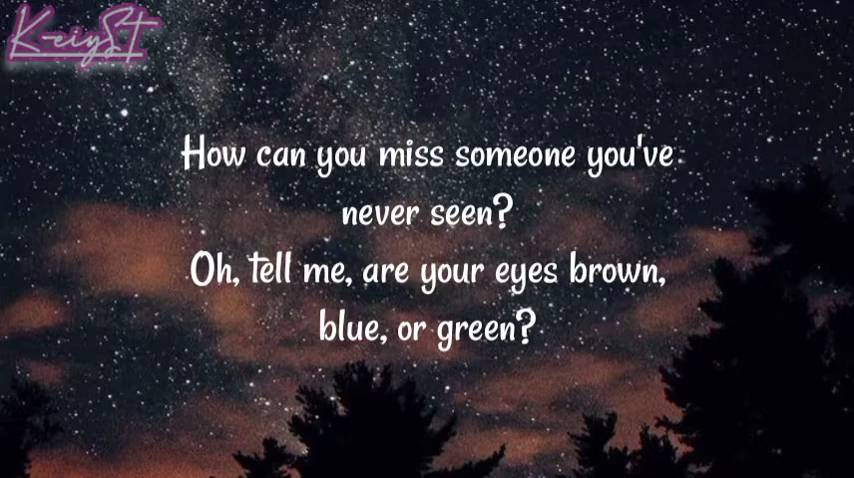 K-eiyST
How can you miss someone you've
never seen?
Oh, tell me, are your eyes brown,
blue, or green?